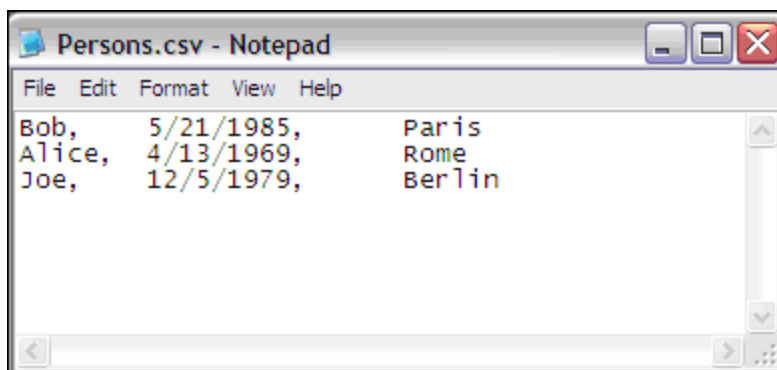 Persons.csv - Notepad
File Edit Format View Help
Bob, 5/21/1985, Paris
Alice, 4/13/1969, Rome
Joe, 12/5/1979, Berlin